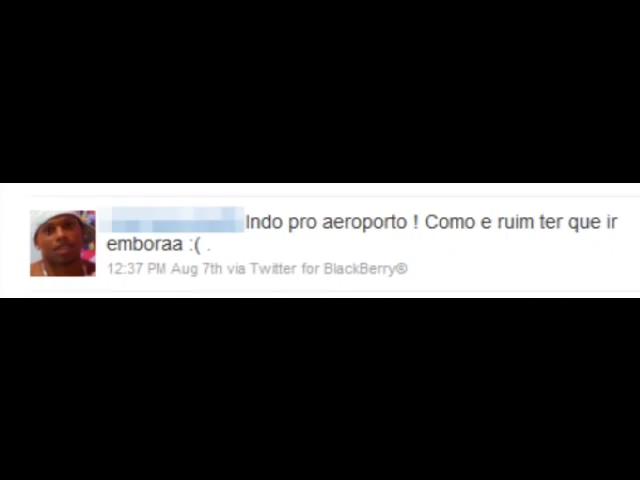 Indo pro aeroporto ! Como e ruim ter que ir
emboraa :( .
12:37 PM Aug 7th via Twitter for BlackBerry®